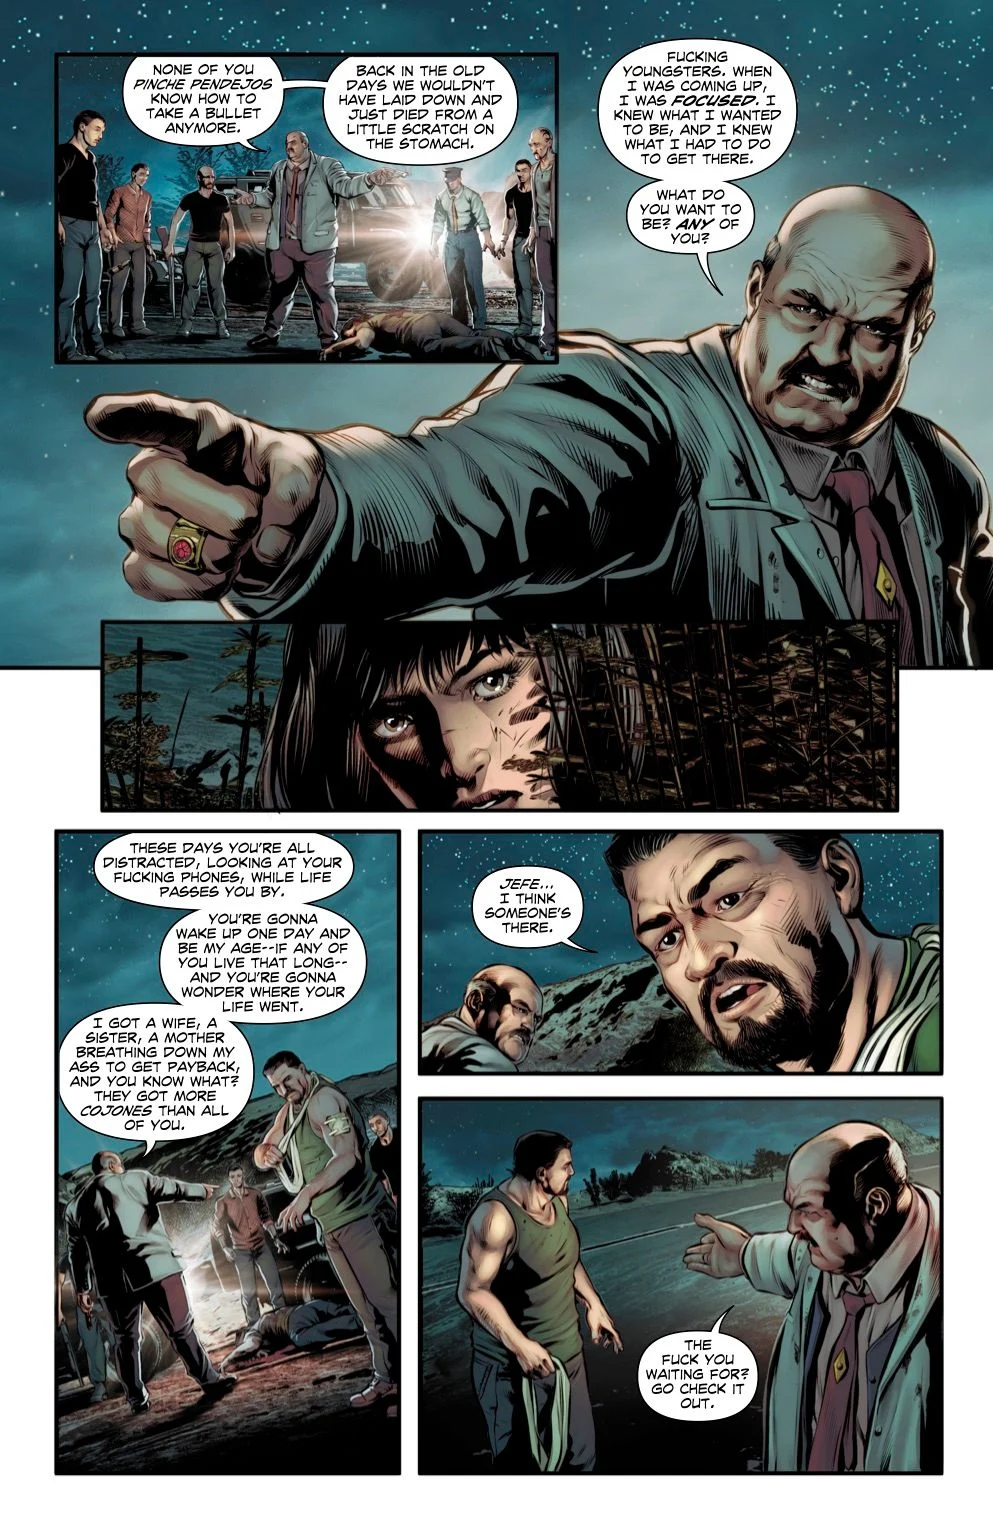 NONE OF YOU
PINCHE PENDEJOS
KNOW HOW TO
TAKE A BULLET
ANYMORE.
BACK IN THE OLD
DAYS WE WOULDN'T
HAVE LAID DOWN AND
JUST DIED FROM A
LITTLE SCRATCH ON
THE STOMACH.
FUCKING
YOUNGSTERS. WHEN
I WAS COMING UP,
I WAS FOCUSED. I
KNEW WHAT I WANTED
TO BE, AND I KNEW
WHAT I HAD TO DO
TO GET THERE.
WHAT DO
YOU WANT TO
BE? ANY OF
YOU?
THESE DAYS YOU'RE ALL
DISTRACTED, LOOKING AT YOUR
FUCKING PHONES, WHILE LIFE
PASSES YOU BY.
YOU'RE GONNA
WAKE UP ONE DAY AND
BE MY AGE--IF ANY OF
YOU LIVE THAT LONG--
AND YOU'RE GONNA
WONDER WHERE YOUR
LIFE WENT.
I GOT A WIFE, A
SISTER, A MOTHER
BREATHING DOWN MY
ASS TO GET PAYBACK,
AND YOU KNOW WHAT?
THEY GOT MORE
COJONES THAN ALL
OF YOU.
JEFE...
I THINK
SOMEONE'S
THERE.
THE
FUCK YOU
WAITING FOR?
GO CHECK IT
OUT.